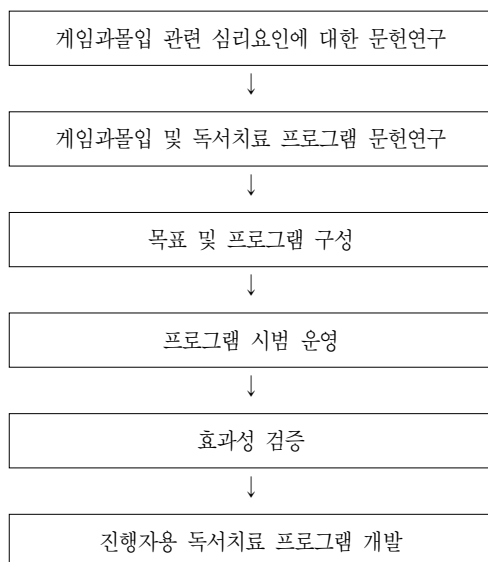 게임과몰입 관련 심리요인에 대한 문헌연구
↓
게임과몰입 및 독서치료 프로그램 문헌연구
↓
목표 및 프로그램 구성
↓
프로그램 시범 운영
↓
효과성 검증
↓
진행자용 독서치료 프로그램 개발